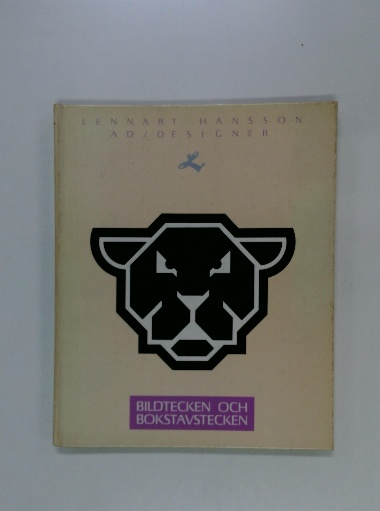 LENNART HANSSON
AD/DESIGNER
BILDTECKEN OCH
BOKSTAVSTECKEN